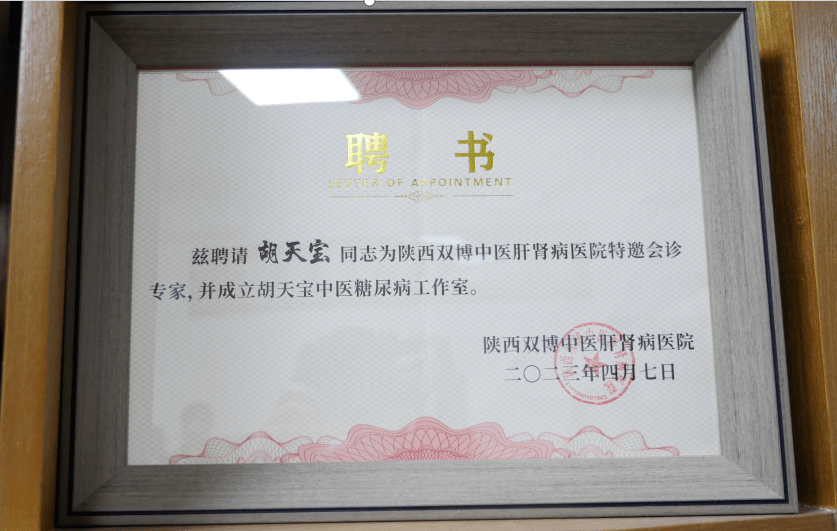 聘 书
LETTER OF APPOINTMENT
兹聘请 胡天宝 同志为陕西双博中医肝肾病医院特邀会诊
专家,并成立胡天宝中医糖尿病工作室。
陕西双博中医肝肾病医院
二〇二三年四月七日